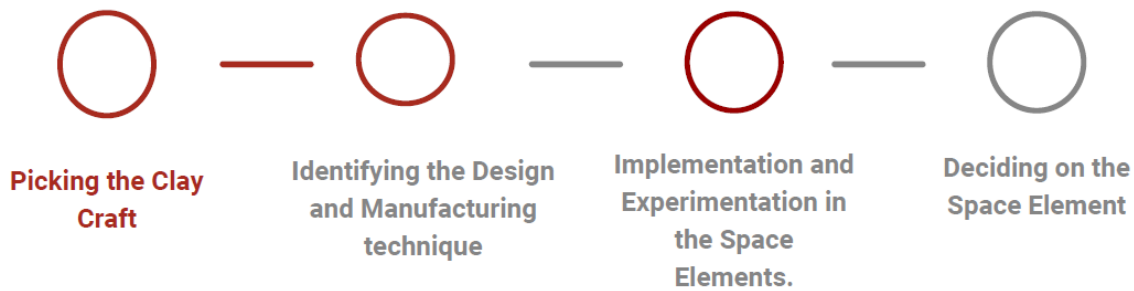 Picking the Clay
Craft
Identifying the Design
and Manufacturing
technique
Implementation and
Experimentation in
the Space
Elements.
Deciding on the
Space Element